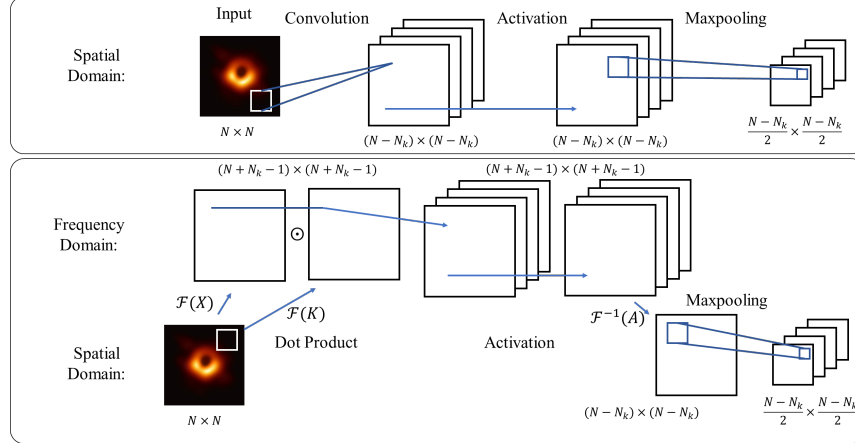 Input
Convolution
Activation
Maxpooling
Spatial
Domain:
N × N
(N − N_k) × (N − N_k)
(N − N_k) × (N − N_k)
N − N_k / 2 × N − N_k / 2
(N + N_k − 1) × (N + N_k − 1)
(N + N_k − 1) × (N + N_k − 1)
Frequency
Domain:
⊙
ℱ(X)
ℱ(K)
ℱ⁻¹(A)
Maxpooling
Dot Product
Activation
Spatial
Domain:
N × N
(N − N_k) × (N − N_k)
N − N_k / 2 × N − N_k / 2